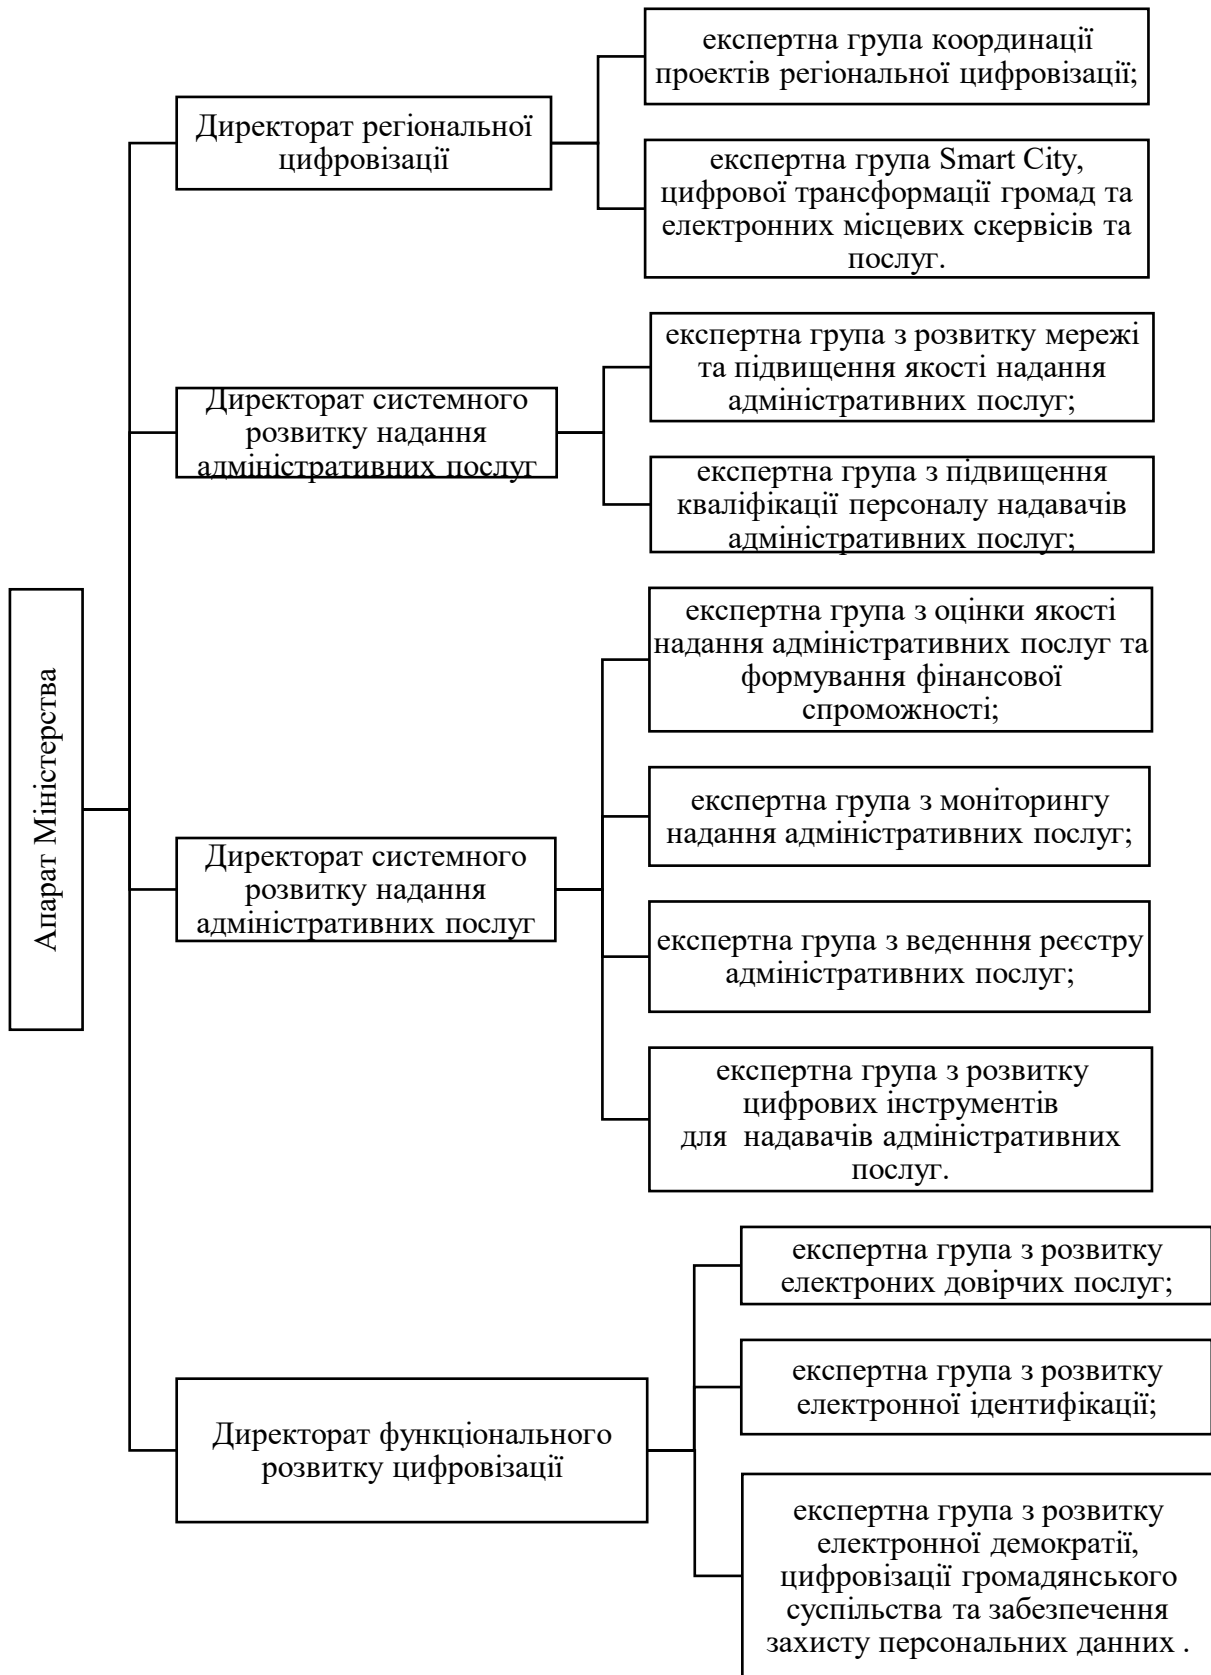 Апарат Міністерства
Директорат регіональної
цифровізації
експертна група координації
проектів регіональної цифровізації;
експертна група Smart City,
цифрової трансформації громад та
електронних місцевих скервісів та
послуг.
Директорат системного
розвитку надання
адміністративних послуг
експертна група з розвитку мережі
та підвищення якості надання
адміністративних послуг;
експертна група з підвищення
кваліфікації персоналу надавачів
адміністративних послуг;
Директорат системного
розвитку надання
адміністративних послуг
експертна група з оцінки якості
надання адміністративних послуг та
формування фінансової
спроможності;
експертна група з моніторингу
надання адміністративних послуг;
експертна група з веденння реєстру
адміністративних послуг;
експертна група з розвитку
цифрових інструментів
для надавачів адміністративних
послуг.
Директорат функціонального
розвитку цифровізації
експертна група з розвитку
електроних довірчих послуг;
експертна група з розвитку
електронної ідентифікації;
експертна група з розвитку
електронної демократії,
цифровізації громадянського
суспільства та забезпечення
захисту персональних данних .